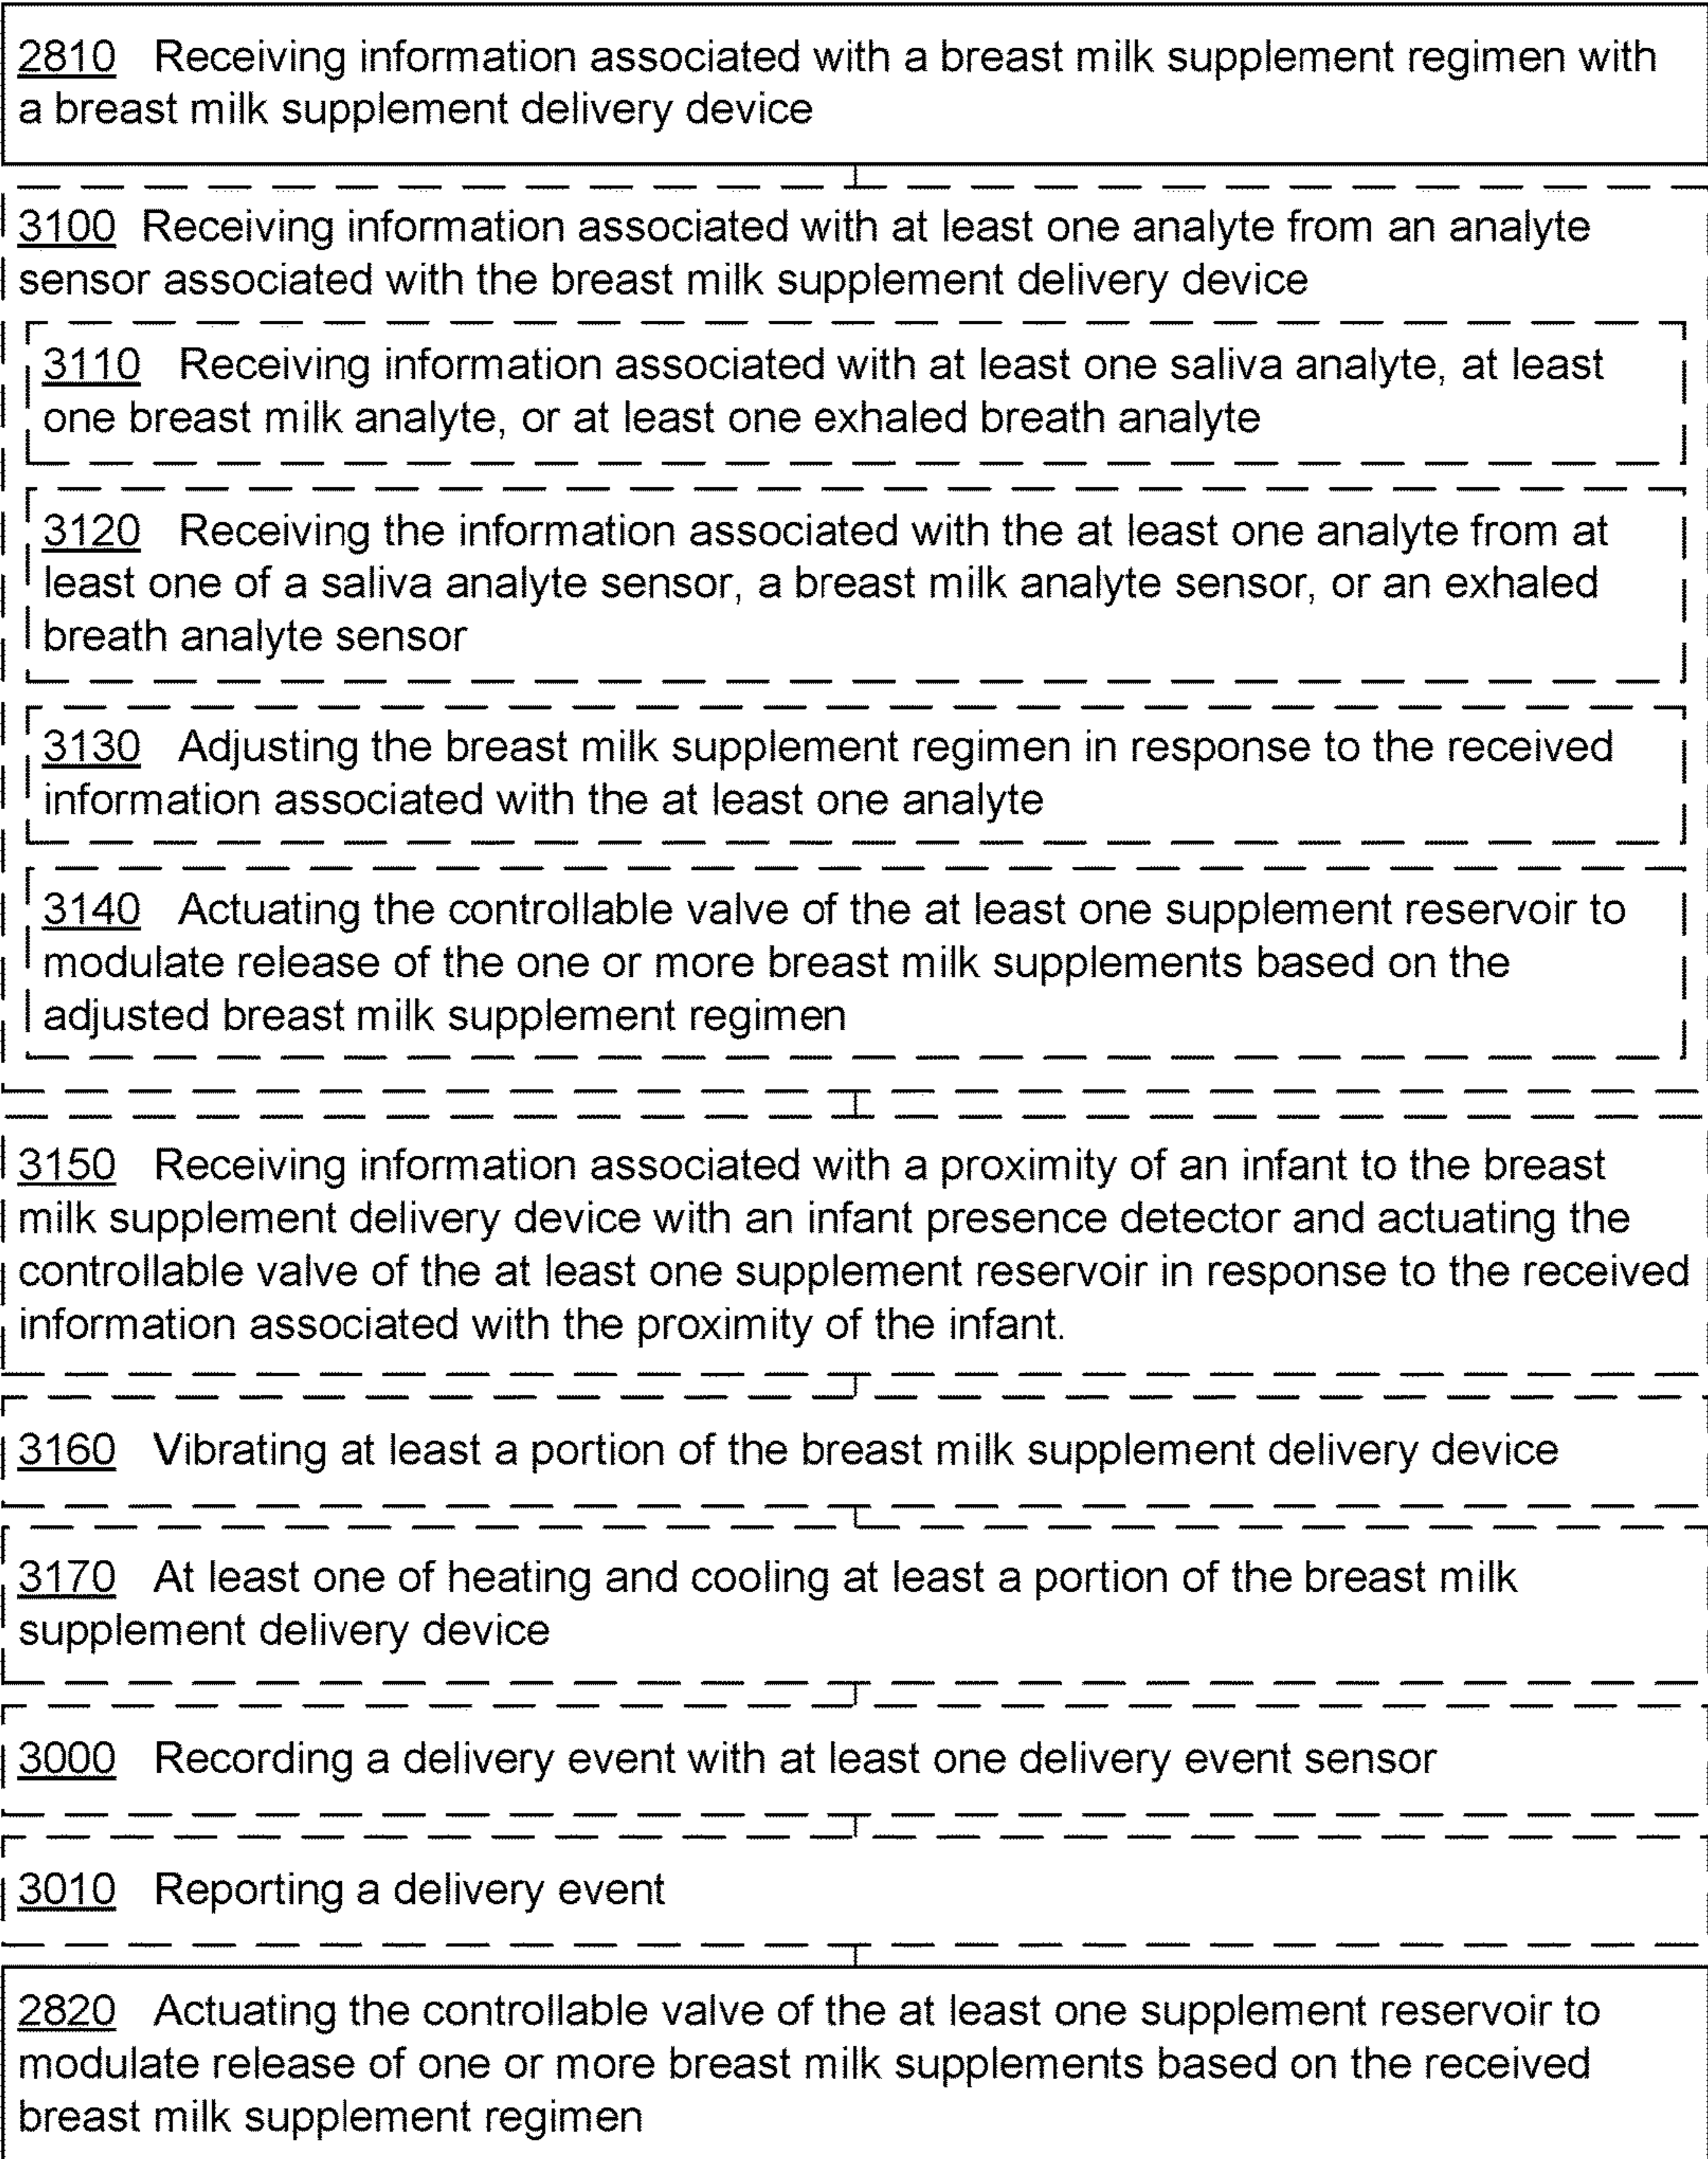 2810 Receiving information associated with a breast milk supplement regimen with
a breast milk supplement delivery device
3100 Receiving information associated with at least one analyte from an analyte
sensor associated with the breast milk supplement delivery device
3110 Receiving information associated with at least one saliva analyte, at least
one breast milk analyte, or at least one exhaled breath analyte
3120 Receiving the information associated with the at least one analyte from at
least one of a saliva analyte sensor, a breast milk analyte sensor, or an exhaled
breath analyte sensor
3130 Adjusting the breast milk supplement regimen in response to the received
information associated with the at least one analyte
3140 Actuating the controllable valve of the at least one supplement reservoir to
modulate release of the one or more breast milk supplements based on the
adjusted breast milk supplement regimen
3150 Receiving information associated with a proximity of an infant to the breast
milk supplement delivery device with an infant presence detector and actuating the
controllable valve of the at least one supplement reservoir in response to the received
information associated with the proximity of the infant.
3160 Vibrating at least a portion of the breast milk supplement delivery device
3170 At least one of heating and cooling at least a portion of the breast milk
supplement delivery device
3000 Recording a delivery event with at least one delivery event sensor
3010 Reporting a delivery event
2820 Actuating the controllable valve of the at least one supplement reservoir to
modulate release of one or more breast milk supplements based on the received
breast milk supplement regimen